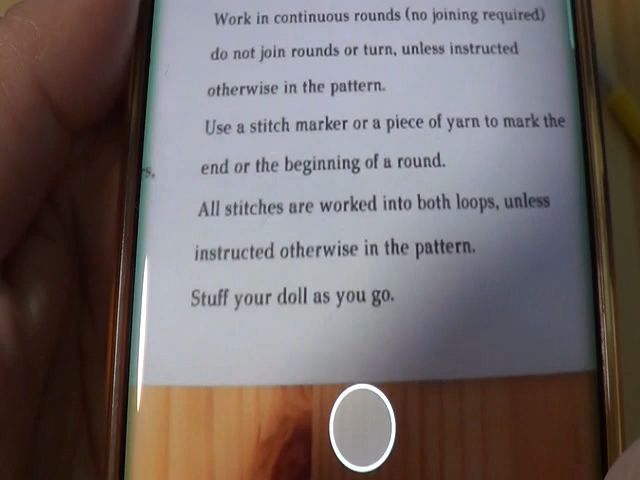 Work in continuous rounds (no joining required)
do not join rounds or turn, unless instructed
otherwise in the pattern.
Use a stitch marker or a piece of yarn to mark the
end or the beginning of a round.
All stitches are worked into both loops, unless
instructed otherwise in the pattern.
Stuff your doll as you go.